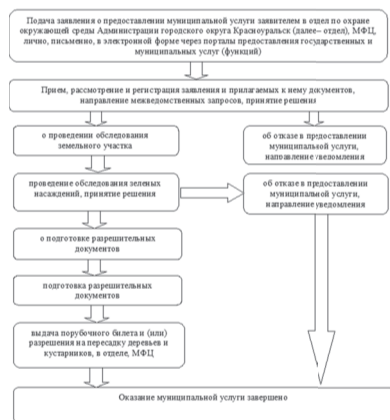 Подача заявления о предоставлении муниципальной услуги заявителем в отдел по охране
окружающей среды Администрации городского округа Красноуральск (далее– отдел), МФЦ,
лично, письменно, в электронной форме через порталы предоставления государственных и
муниципальных услуг (функций)
Прием, рассмотрение и регистрация заявления и прилагаемых к нему документов,
направление межведомственных запросов, принятие решения
о проведении обследования
земельного участка
об отказе в предоставлении
муниципальной услуги,
направление уведомления
проведение обследования зеленых
насаждений, принятие решения
об отказе в предоставлении
муниципальной услуги,
направление уведомления
о подготовке разрешительных
документов
подготовка разрешительных
документов
выдача порубочного билета и (или)
разрешения на пересадку деревьев и
кустарников, в отделе, МФЦ
Оказание муниципальной услуги завершено